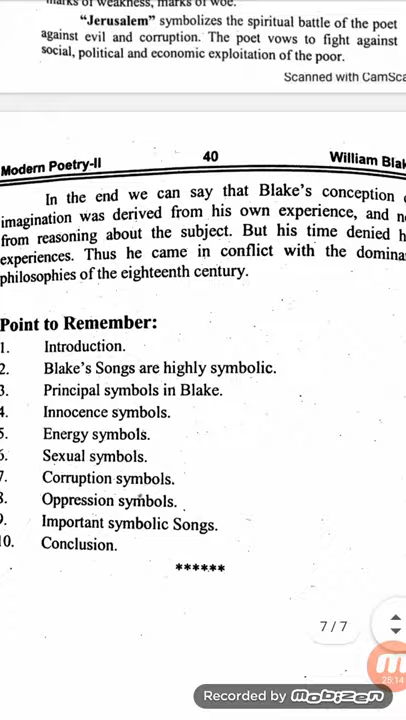 marks of weakness, marks of woe.
"Jerusalem" symbolizes the spiritual battle of the poet
against evil and corruption. The poet vows to fight against
social, political and economic exploitation of the poor.
Scanned with CamSca
Modern Poetry-II 40 William Blak
In the end we can say that Blake's conception
imagination was derived from his own experience, and n
from reasoning about the subject. But his time denied h
experiences. Thus he came in conflict with the domina
philosophies of the eighteenth century.
Point to Remember:
1. Introduction.
2. Blake's Songs are highly symbolic.
3. Principal symbols in Blake.
4. Innocence symbols.
5. Energy symbols.
6. Sexual symbols.
7. Corruption symbols.
8. Oppression symbols.
9. Important symbolic Songs.
10. Conclusion.
******
7/7
25:14
Recorded by mobizen